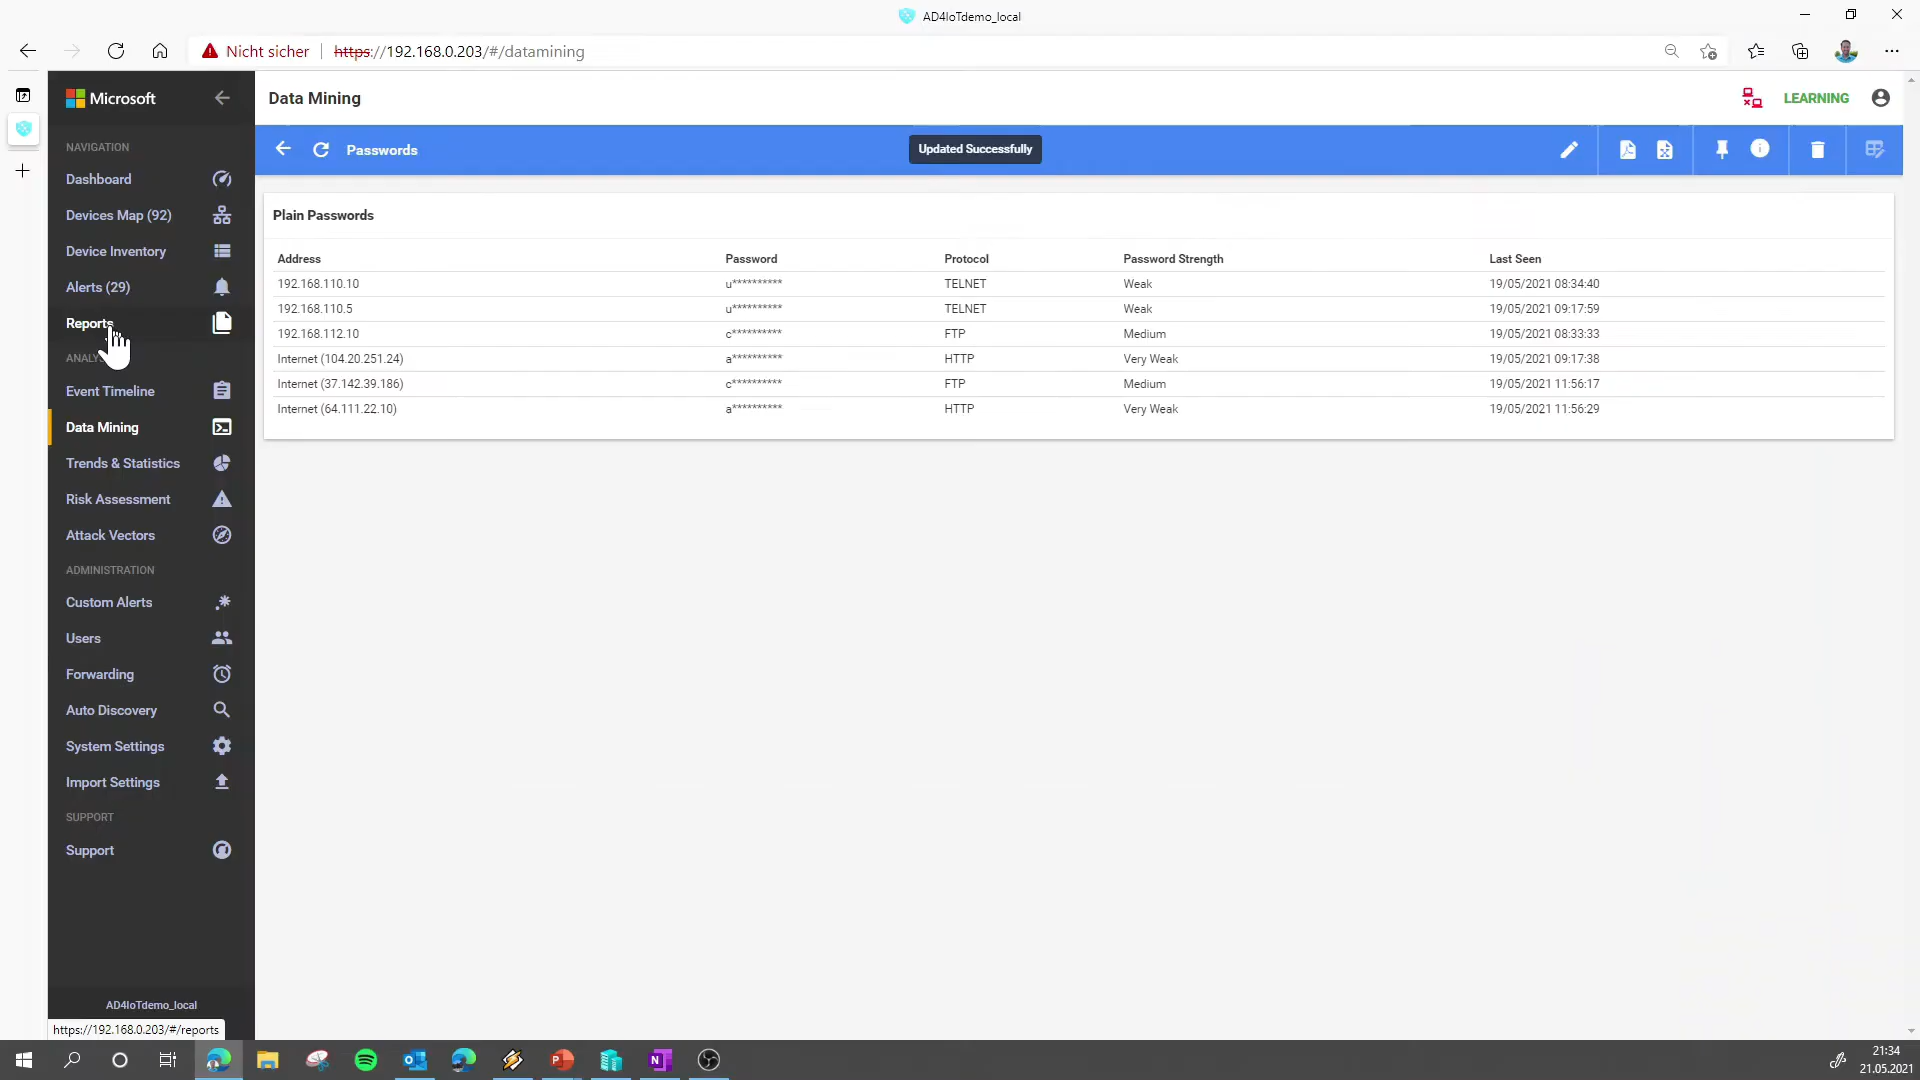 AD4IoTdemo_local
Nicht sicher | https://192.168.0.203/#/datamining
Microsoft
Data Mining
LEARNING
NAVIGATION
Passwords
Updated Successfully
Dashboard
Devices Map (92)
Device Inventory
Alerts (29)
Reports
ANALYS
Event Timeline
Data Mining
Trends & Statistics
Risk Assessment
Attack Vectors
ADMINISTRATION
Custom Alerts
Users
Forwarding
Auto Discovery
System Settings
Import Settings
SUPPORT
Support
AD4IoTdemo_local
https://192.168.0.203/#/reports
Plain Passwords
Address Password Protocol Password Strength Last Seen
192.168.110.10 u********** TELNET Weak 19/05/2021 08:34:40
192.168.110.5 u********** TELNET Weak 19/05/2021 09:17:59
192.168.112.10 c********** FTP Medium 19/05/2021 08:33:33
Internet (104.20.251.24) a********** HTTP Very Weak 19/05/2021 09:17:38
Internet (37.142.39.186) c********** FTP Medium 19/05/2021 11:56:17
Internet (64.111.22.10) a********** HTTP Very Weak 19/05/2021 11:56:29
21:34
21.05.2021